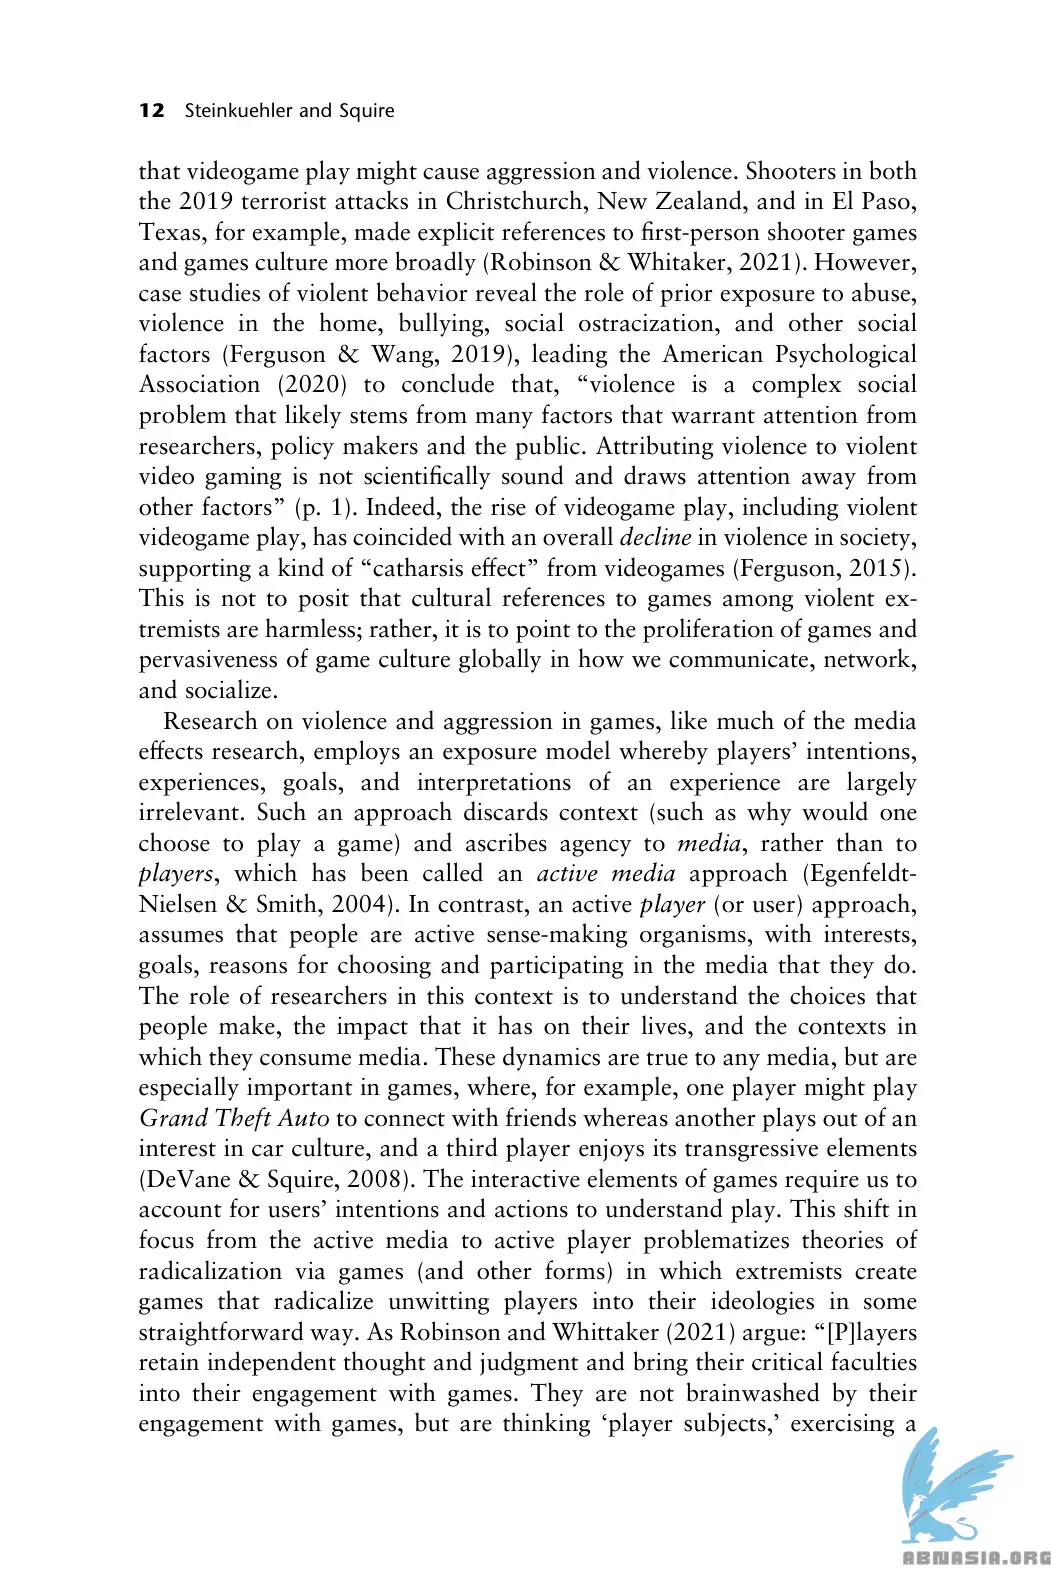 12 Steinkuehler and Squire
that videogame play might cause aggression and violence. Shooters in both
the 2019 terrorist attacks in Christchurch, New Zealand, and in El Paso,
Texas, for example, made explicit references to first-person shooter games
and games culture more broadly (Robinson & Whitaker, 2021). However,
case studies of violent behavior reveal the role of prior exposure to abuse,
violence in the home, bullying, social ostracization, and other social
factors (Ferguson & Wang, 2019), leading the American Psychological
Association (2020) to conclude that, “violence is a complex social
problem that likely stems from many factors that warrant attention from
researchers, policy makers and the public. Attributing violence to violent
video gaming is not scientifically sound and draws attention away from
other factors” (p. 1). Indeed, the rise of videogame play, including violent
videogame play, has coincided with an overall decline in violence in society,
supporting a kind of “catharsis effect” from videogames (Ferguson, 2015).
This is not to posit that cultural references to games among violent ex-
tremists are harmless; rather, it is to point to the proliferation of games and
pervasiveness of game culture globally in how we communicate, network,
and socialize.
Research on violence and aggression in games, like much of the media
effects research, employs an exposure model whereby players’ intentions,
experiences, goals, and interpretations of an experience are largely
irrelevant. Such an approach discards context (such as why would one
choose to play a game) and ascribes agency to media, rather than to
players, which has been called an active media approach (Egenfeldt-
Nielsen & Smith, 2004). In contrast, an active player (or user) approach,
assumes that people are active sense-making organisms, with interests,
goals, reasons for choosing and participating in the media that they do.
The role of researchers in this context is to understand the choices that
people make, the impact that it has on their lives, and the contexts in
which they consume media. These dynamics are true to any media, but are
especially important in games, where, for example, one player might play
Grand Theft Auto to connect with friends whereas another plays out of an
interest in car culture, and a third player enjoys its transgressive elements
(DeVane & Squire, 2008). The interactive elements of games require us to
account for users’ intentions and actions to understand play. This shift in
focus from the active media to active player problematizes theories of
radicalization via games (and other forms) in which extremists create
games that radicalize unwitting players into their ideologies in some
straightforward way. As Robinson and Whittaker (2021) argue: “[P]layers
retain independent thought and judgment and bring their critical faculties
into their engagement with games. They are not brainwashed by their
engagement with games, but are thinking ‘player subjects,’ exercising a
ABNASIA.ORG